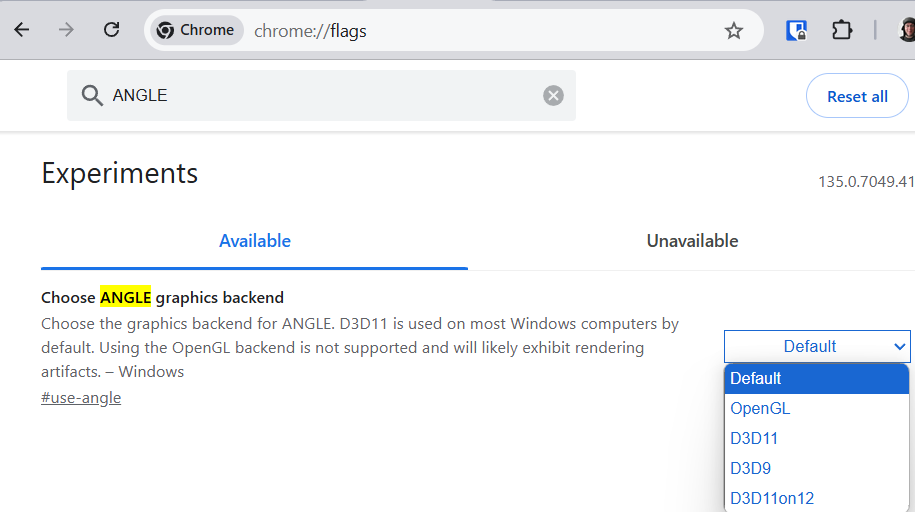 Chrome
chrome://flags
ANGLE
Reset all
Experiments
135.0.7049.41
Available
Unavailable
Choose ANGLE graphics backend
Choose the graphics backend for ANGLE. D3D11 is used on most Windows computers by
default. Using the OpenGL backend is not supported and will likely exhibit rendering
artifacts. – Windows
#use-angle
Default
Default
OpenGL
D3D11
D3D9
D3D11on12